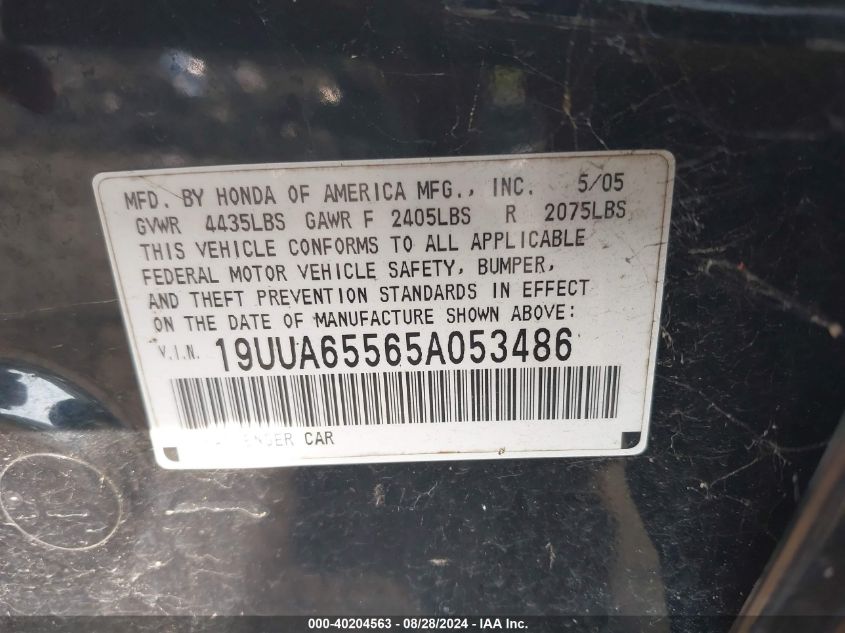 MFD. BY HONDA OF AMERICA MFG., INC. 5/05
GVWR 4435LBS GAWR F 2405LBS R 2075LBS
THIS VEHICLE CONFORMS TO ALL APPLICABLE
FEDERAL MOTOR VEHICLE SAFETY, BUMPER,
AND THEFT PREVENTION STANDARDS IN EFFECT
ON THE DATE OF MANUFACTURE SHOWN ABOVE:
V.I.N. 19UUA65565A053486
CAR
000-40204563 - 08/28/2024 - IAA Inc.